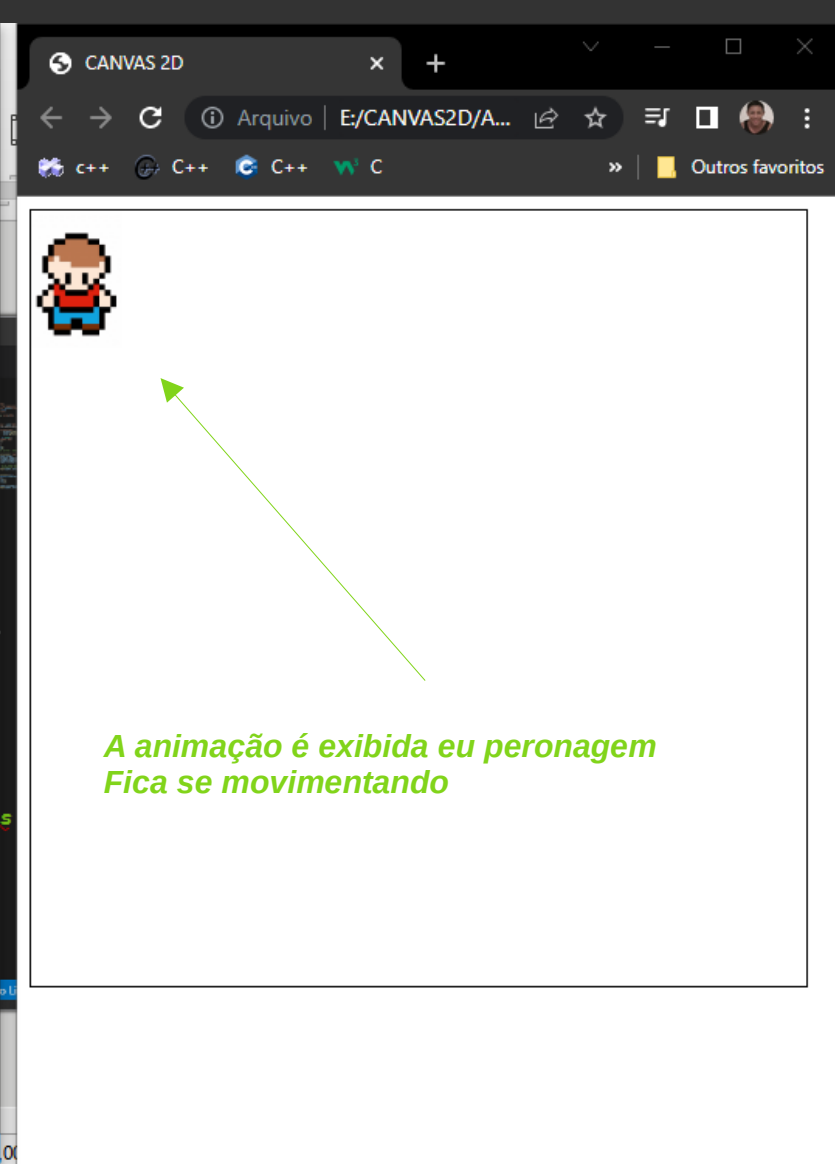 CANVAS 2D
Arquivo E:/CANVAS2D/A...
c++ C++ C++ C » Outros favoritos
A animação é exibida eu peronagem
Fica se movimentando
s